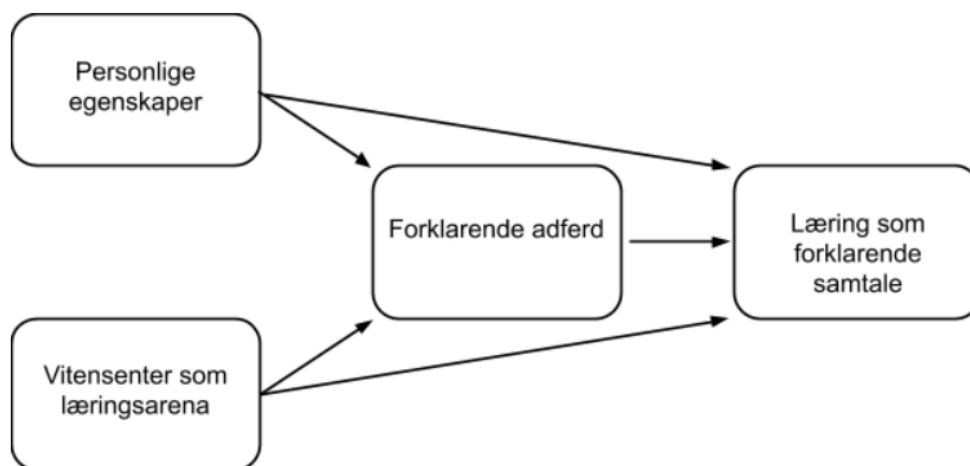 Personlige
egenskaper
Forklarende adferd
Læring som
forklarende
samtale
Vitensenter som
læringsarena